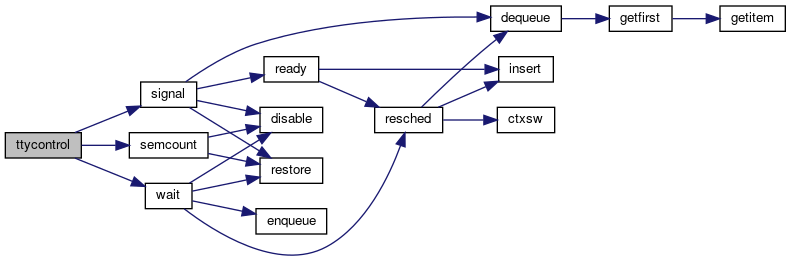 ttycontrol
signal
semcount
wait
ready
disable
restore
enqueue
resched
dequeue
insert
ctxsw
getfirst
getitem